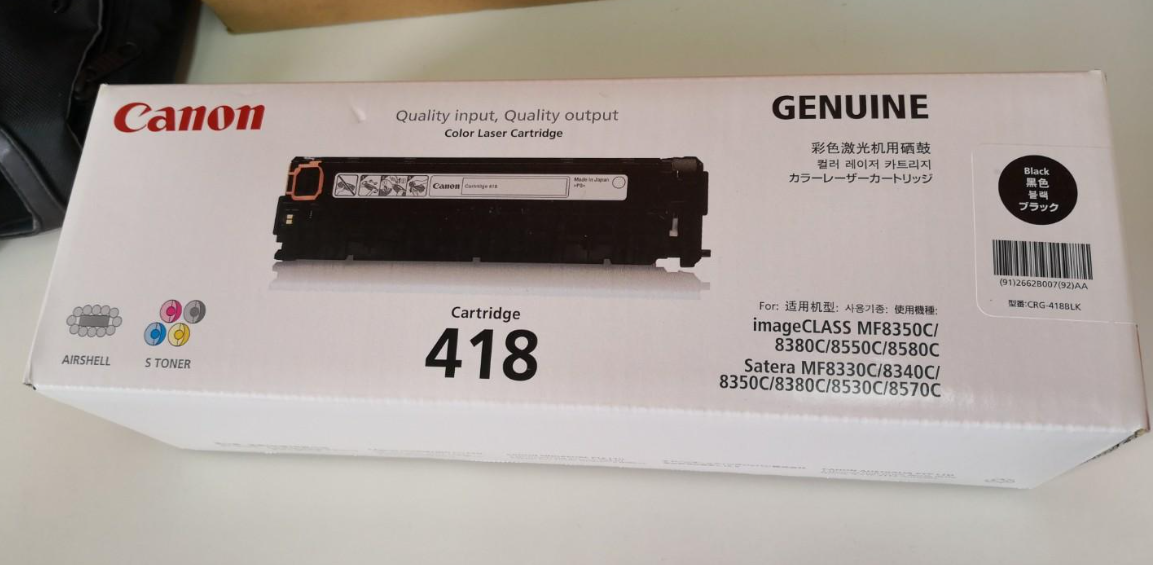 Canon
Quality input, Quality output
Color Laser Cartridge
GENUINE
彩色激光机用硒鼓
컬러 레이저 카트리지
カラーレーザーカートリッジ
Black
黑色
블랙
ブラック
(91)2662B007(92)AA
型番:CRG-418BLK
Canon
Cartridge 418
Made in Japan
AIRSHELL
S TONER
Cartridge
418
For: 适用机型: 사용기종: 使用機種:
imageCLASS MF8350C/
8380C/8550C/8580C
Satera MF8330C/8340C/
8350C/8380C/8530C/8570C